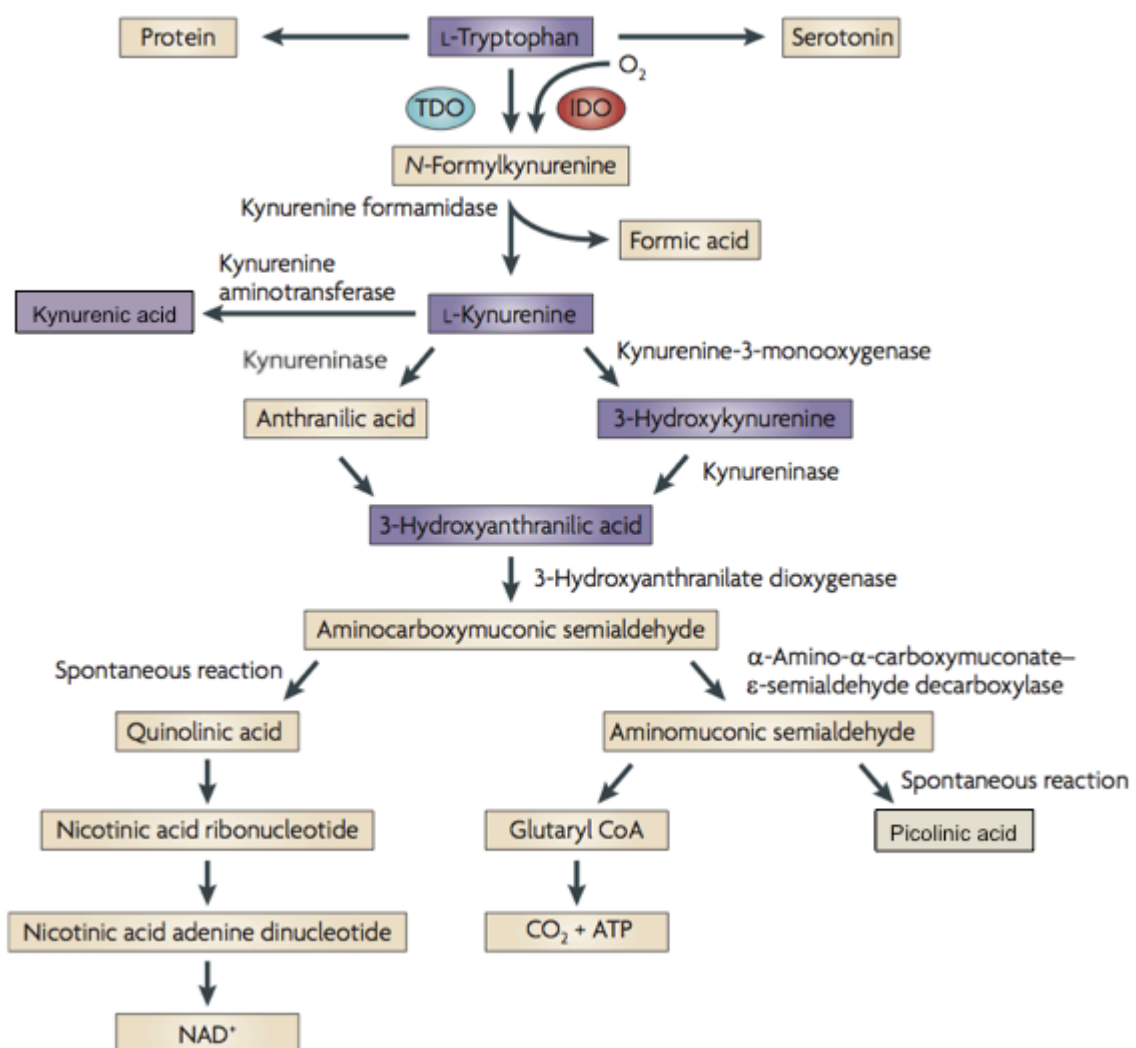 Protein
L-Tryptophan
Serotonin
O₂
TDO
IDO
N-Formylkynurenine
Kynurenine formamidase
Formic acid
Kynurenine
aminotransferase
Kynurenic acid
L-Kynurenine
Kynureninase
Kynurenine-3-monooxygenase
Anthranilic acid
3-Hydroxykynurenine
Kynureninase
3-Hydroxyanthranilic acid
3-Hydroxyanthranilate dioxygenase
Aminocarboxymuconic semialdehyde
Spontaneous reaction
α-Amino-α-carboxymuconate–
ε-semialdehyde decarboxylase
Quinolinic acid
Aminomuconic semialdehyde
Spontaneous reaction
Nicotinic acid ribonucleotide
Glutaryl CoA
Picolinic acid
Nicotinic acid adenine dinucleotide
CO₂ + ATP
NAD⁺